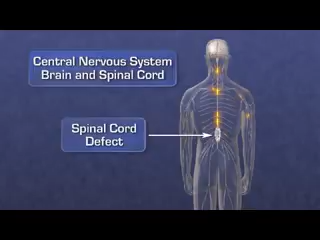 Central Nervous System
Brain and Spinal Cord
Spinal Cord
Defect